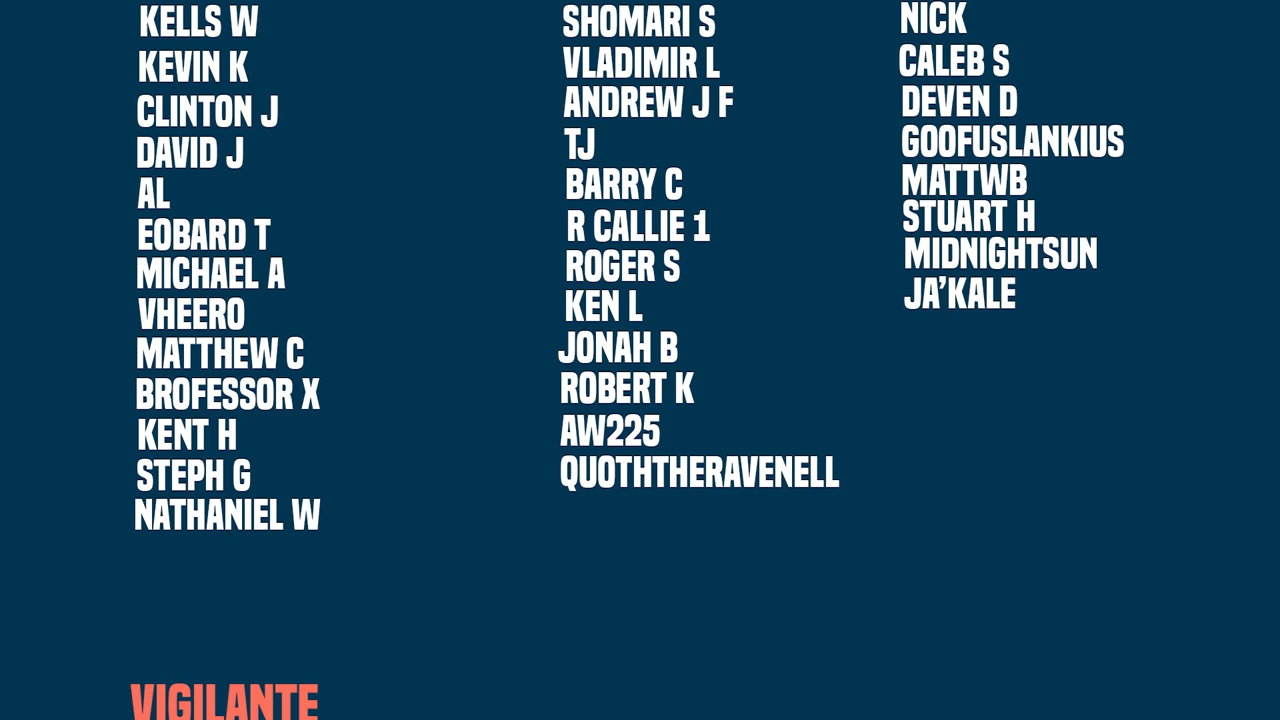 KELLS W
KEVIN K
CLINTON J
DAVID J
AL
EOBARD T
MICHAEL A
VHEERO
MATTHEW C
BROFESSOR X
KENT H
STEPH G
NATHANIEL W
SHOMARI S
VLADIMIR L
ANDREW J F
TJ
BARRY C
R CALLIE 1
ROGER S
KEN L
JONAH B
ROBERT K
AW225
QUOTHTHERAVENELL
NICK
CALEB S
DEVEN D
GOOFUSLANKIUS
MATTWB
STUART H
MIDNIGHTSUN
JA'KALE
VIGILANTE